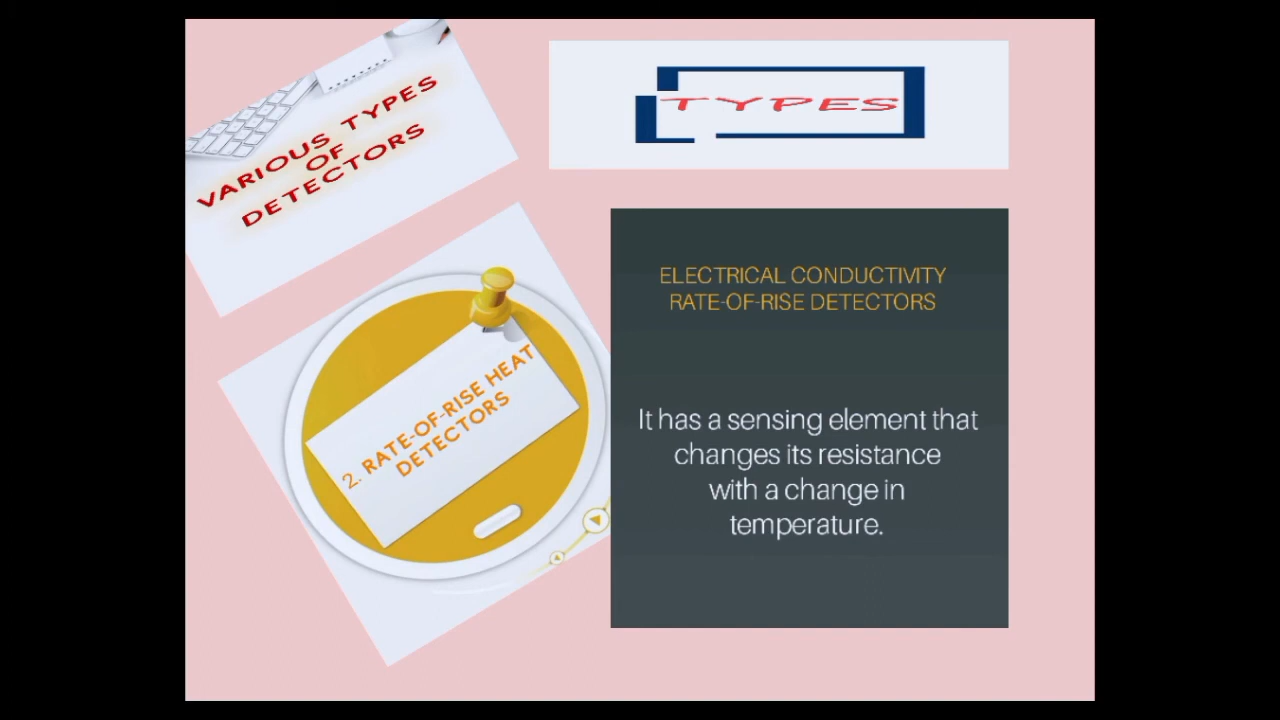 VARIOUS TYPES
OF
DETECTORS
TYPES
2. RATE-OF-RISE HEAT
DETECTORS
ELECTRICAL CONDUCTIVITY
RATE-OF-RISE DETECTORS
It has a sensing element that
changes its resistance
with a change in
temperature.